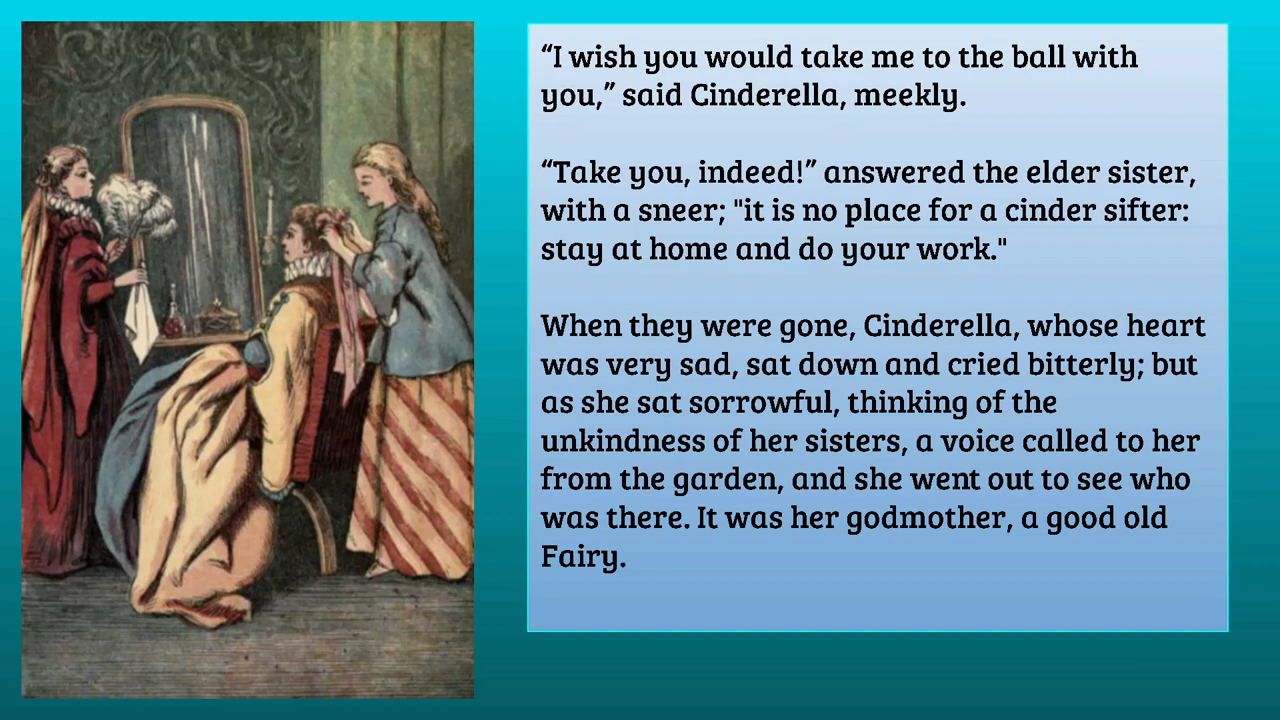 “I wish you would take me to the ball with
you,” said Cinderella, meekly.
“Take you, indeed!” answered the elder sister,
with a sneer; "it is no place for a cinder sifter:
stay at home and do your work."
When they were gone, Cinderella, whose heart
was very sad, sat down and cried bitterly; but
as she sat sorrowful, thinking of the
unkindness of her sisters, a voice called to her
from the garden, and she went out to see who
was there. It was her godmother, a good old
Fairy.